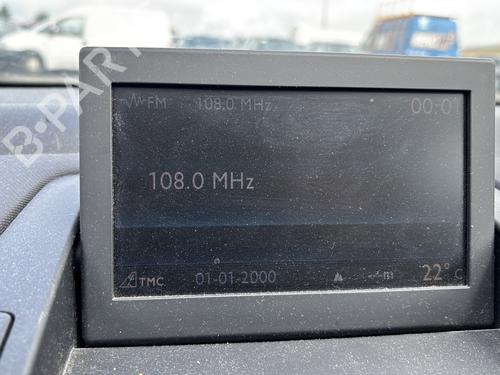 FM 108.0 MHz 00:01
108.0 MHz
TMC 01-01-2000 -.-m 22°C
B-PARTS